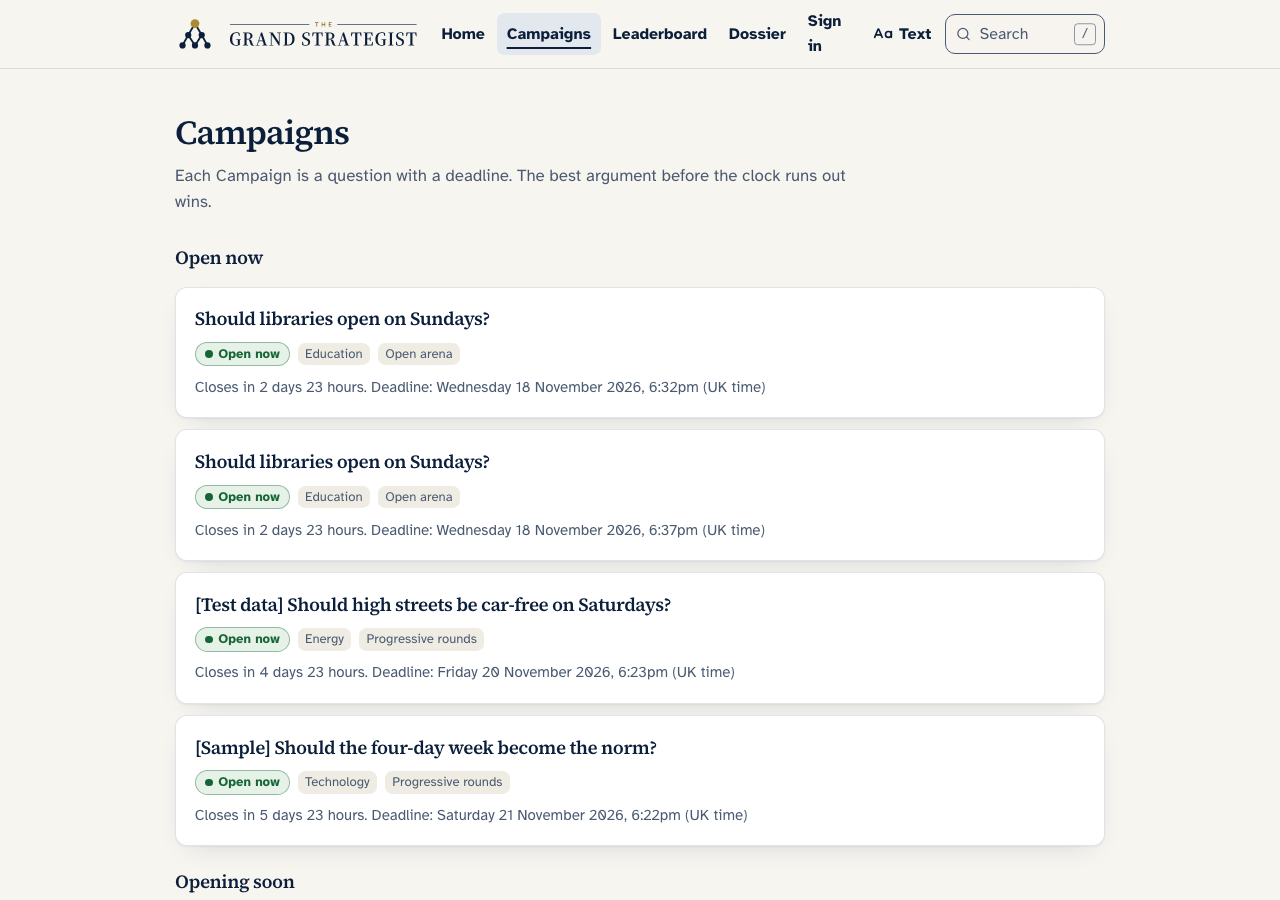 THE
GRAND STRATEGIST
Home
Campaigns
Leaderboard
Dossier
Sign
in
Aa Text
Search
/
Campaigns
Each Campaign is a question with a deadline. The best argument before the clock runs out
wins.
Open now
Should libraries open on Sundays?
Open now
Education
Open arena
Closes in 2 days 23 hours. Deadline: Wednesday 18 November 2026, 6:32pm (UK time)
Should libraries open on Sundays?
Open now
Education
Open arena
Closes in 2 days 23 hours. Deadline: Wednesday 18 November 2026, 6:37pm (UK time)
[Test data] Should high streets be car-free on Saturdays?
Open now
Energy
Progressive rounds
Closes in 4 days 23 hours. Deadline: Friday 20 November 2026, 6:23pm (UK time)
[Sample] Should the four-day week become the norm?
Open now
Technology
Progressive rounds
Closes in 5 days 23 hours. Deadline: Saturday 21 November 2026, 6:22pm (UK time)
Opening soon